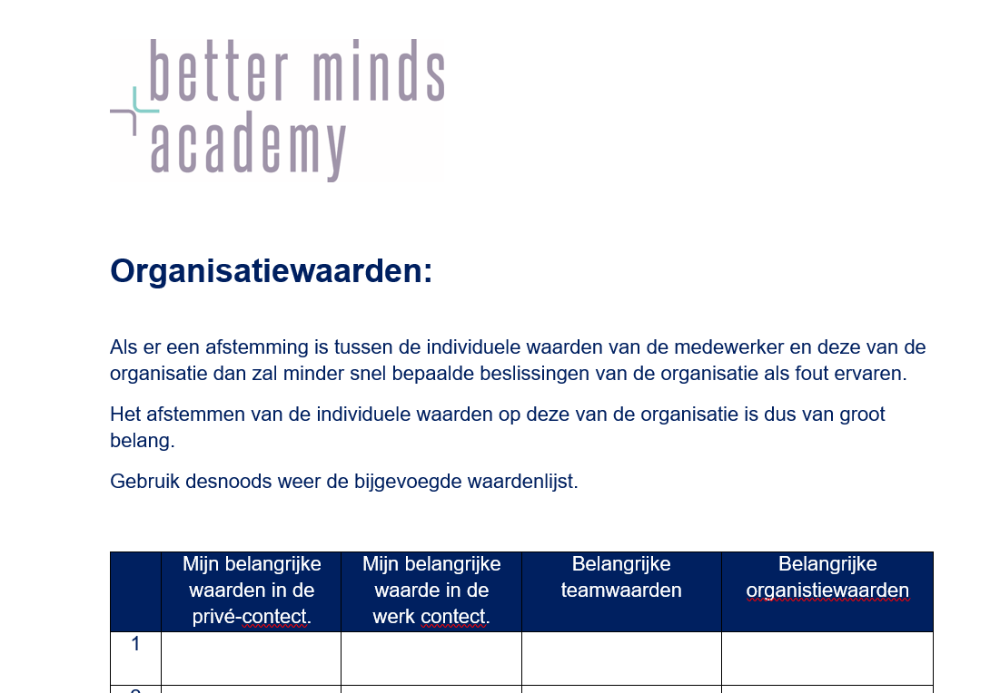 better minds
academy
Organisatiewaarden:
Als er een afstemming is tussen de individuele waarden van de medewerker en deze van de
organisatie dan zal minder snel bepaalde beslissingen van de organisatie als fout ervaren.
Het afstemmen van de individuele waarden op deze van de organisatie is dus van groot
belang.
Gebruik desnoods weer de bijgevoegde waardenlijst.
Mijn belangrijke
waarden in de
privé-contect.
Mijn belangrijke
waarde in de
werk contect.
Belangrijke
teamwaarden
Belangrijke
organistiewaarden
1